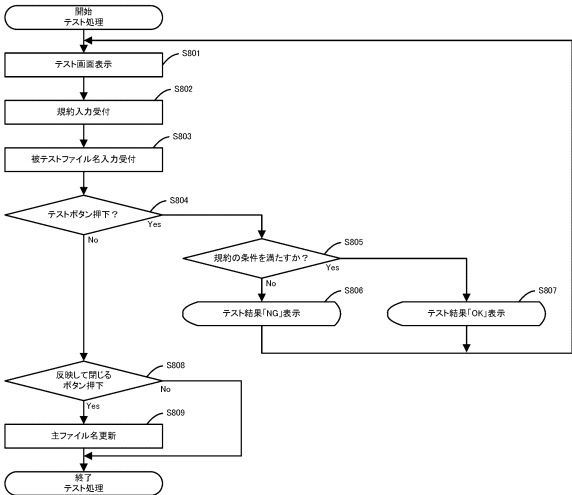 開始
テスト処理
テスト画面表示
S801
規約入力受付
S802
被テストファイル名入力受付
S803
テストボタン押下？
S804
Yes
No
規約の条件を満たすか？
S805
Yes
No
テスト結果「NG」表示
S806
テスト結果「OK」表示
S807
反映して閉じる
ボタン押下
S808
No
Yes
主ファイル名更新
S809
終了
テスト処理